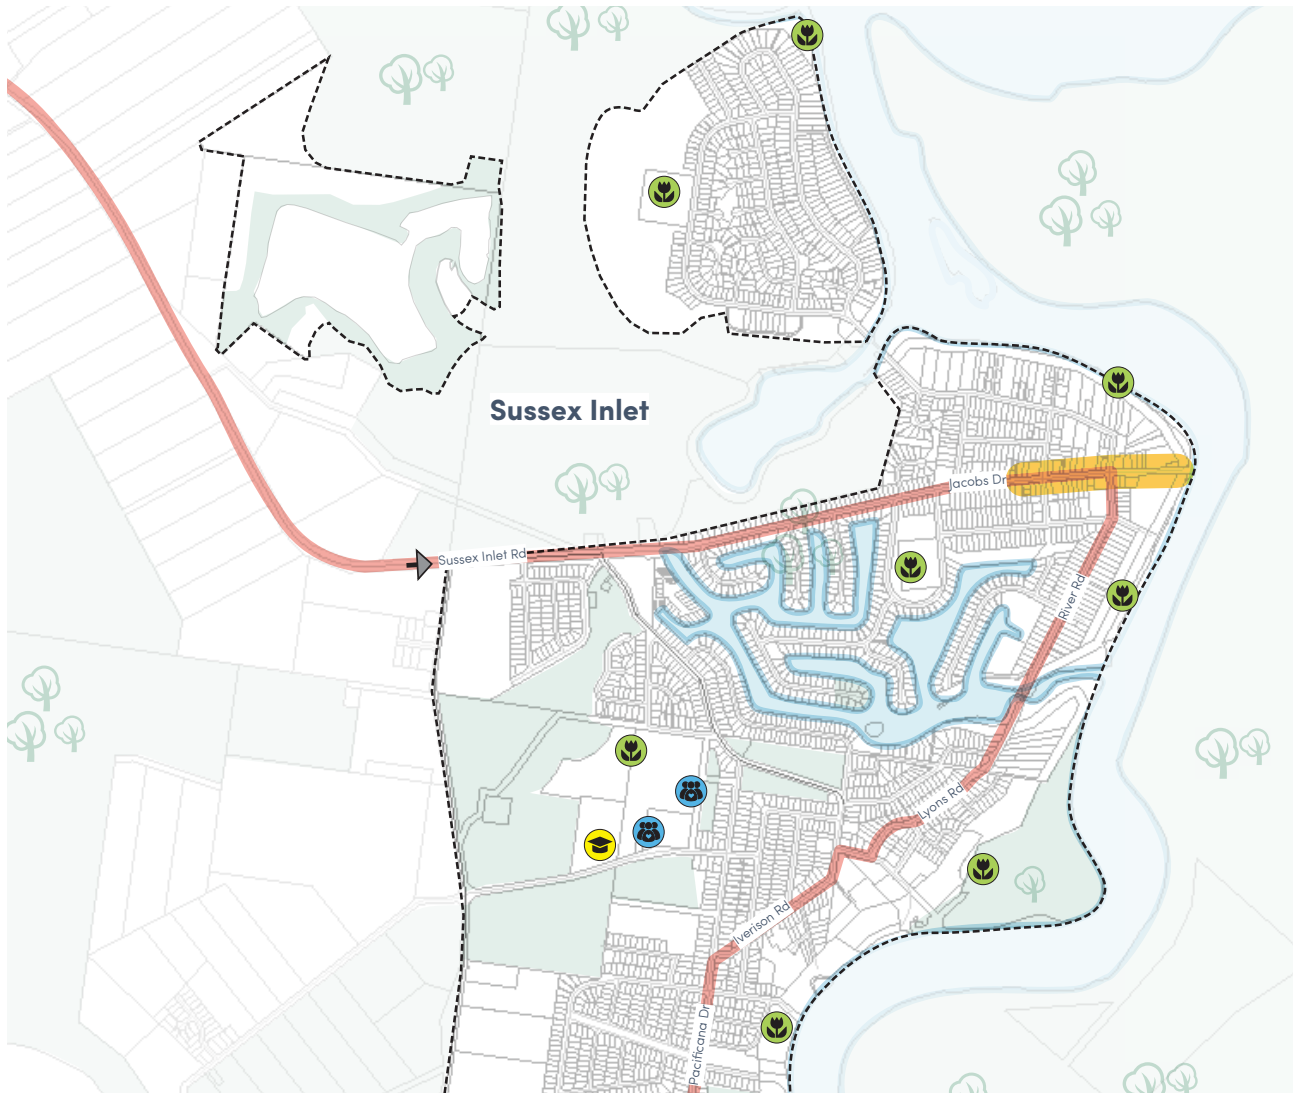 Sussex Inlet
Jacobs Dr
Sussex Inlet Rd
River Rd
Lyons Rd
Iverison Rd
Pacificana Dr